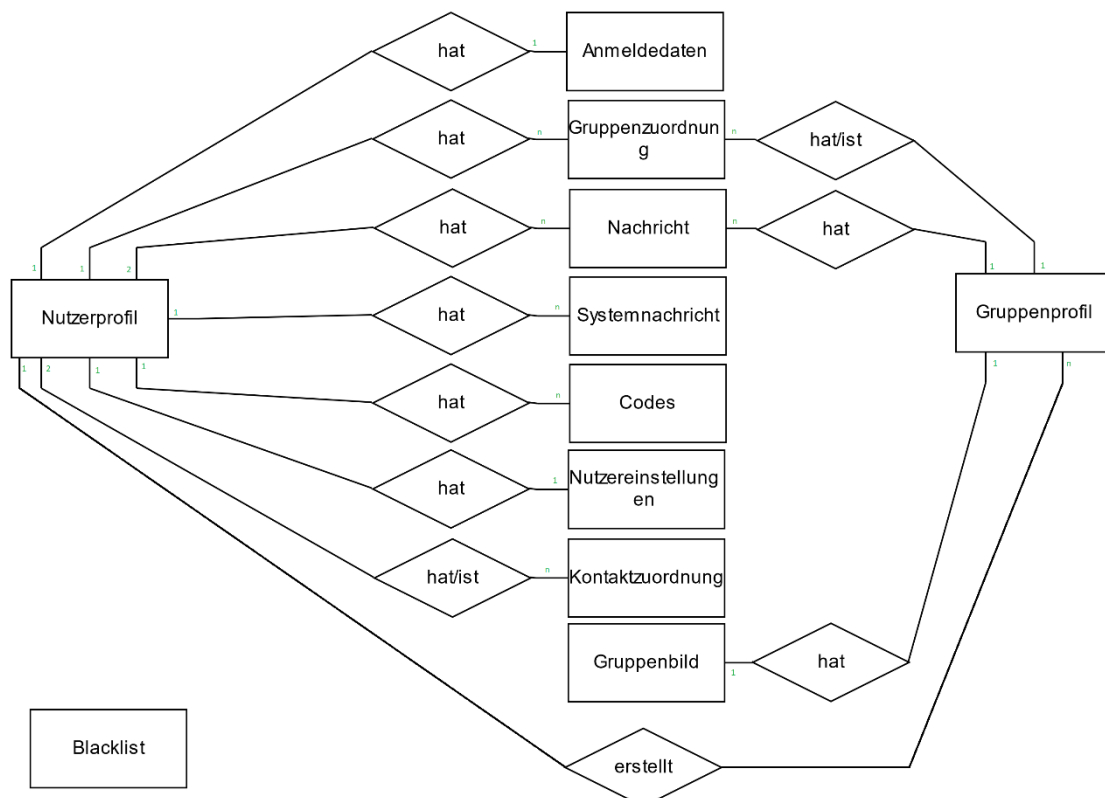 hat
1
Anmeldedaten
hat
n
Gruppenzuordnun
g
n
hat/ist
hat
n
Nachricht
n
hat
1
1
2
1
1
Nutzerprofil
1
hat
n
Systemnachricht
Gruppenprofil
1
2
1
1
hat
n
Codes
1
n
hat
1
Nutzereinstellung
en
hat/ist
n
Kontaktzuordnung
Gruppenbild
1
hat
Blacklist
erstellt